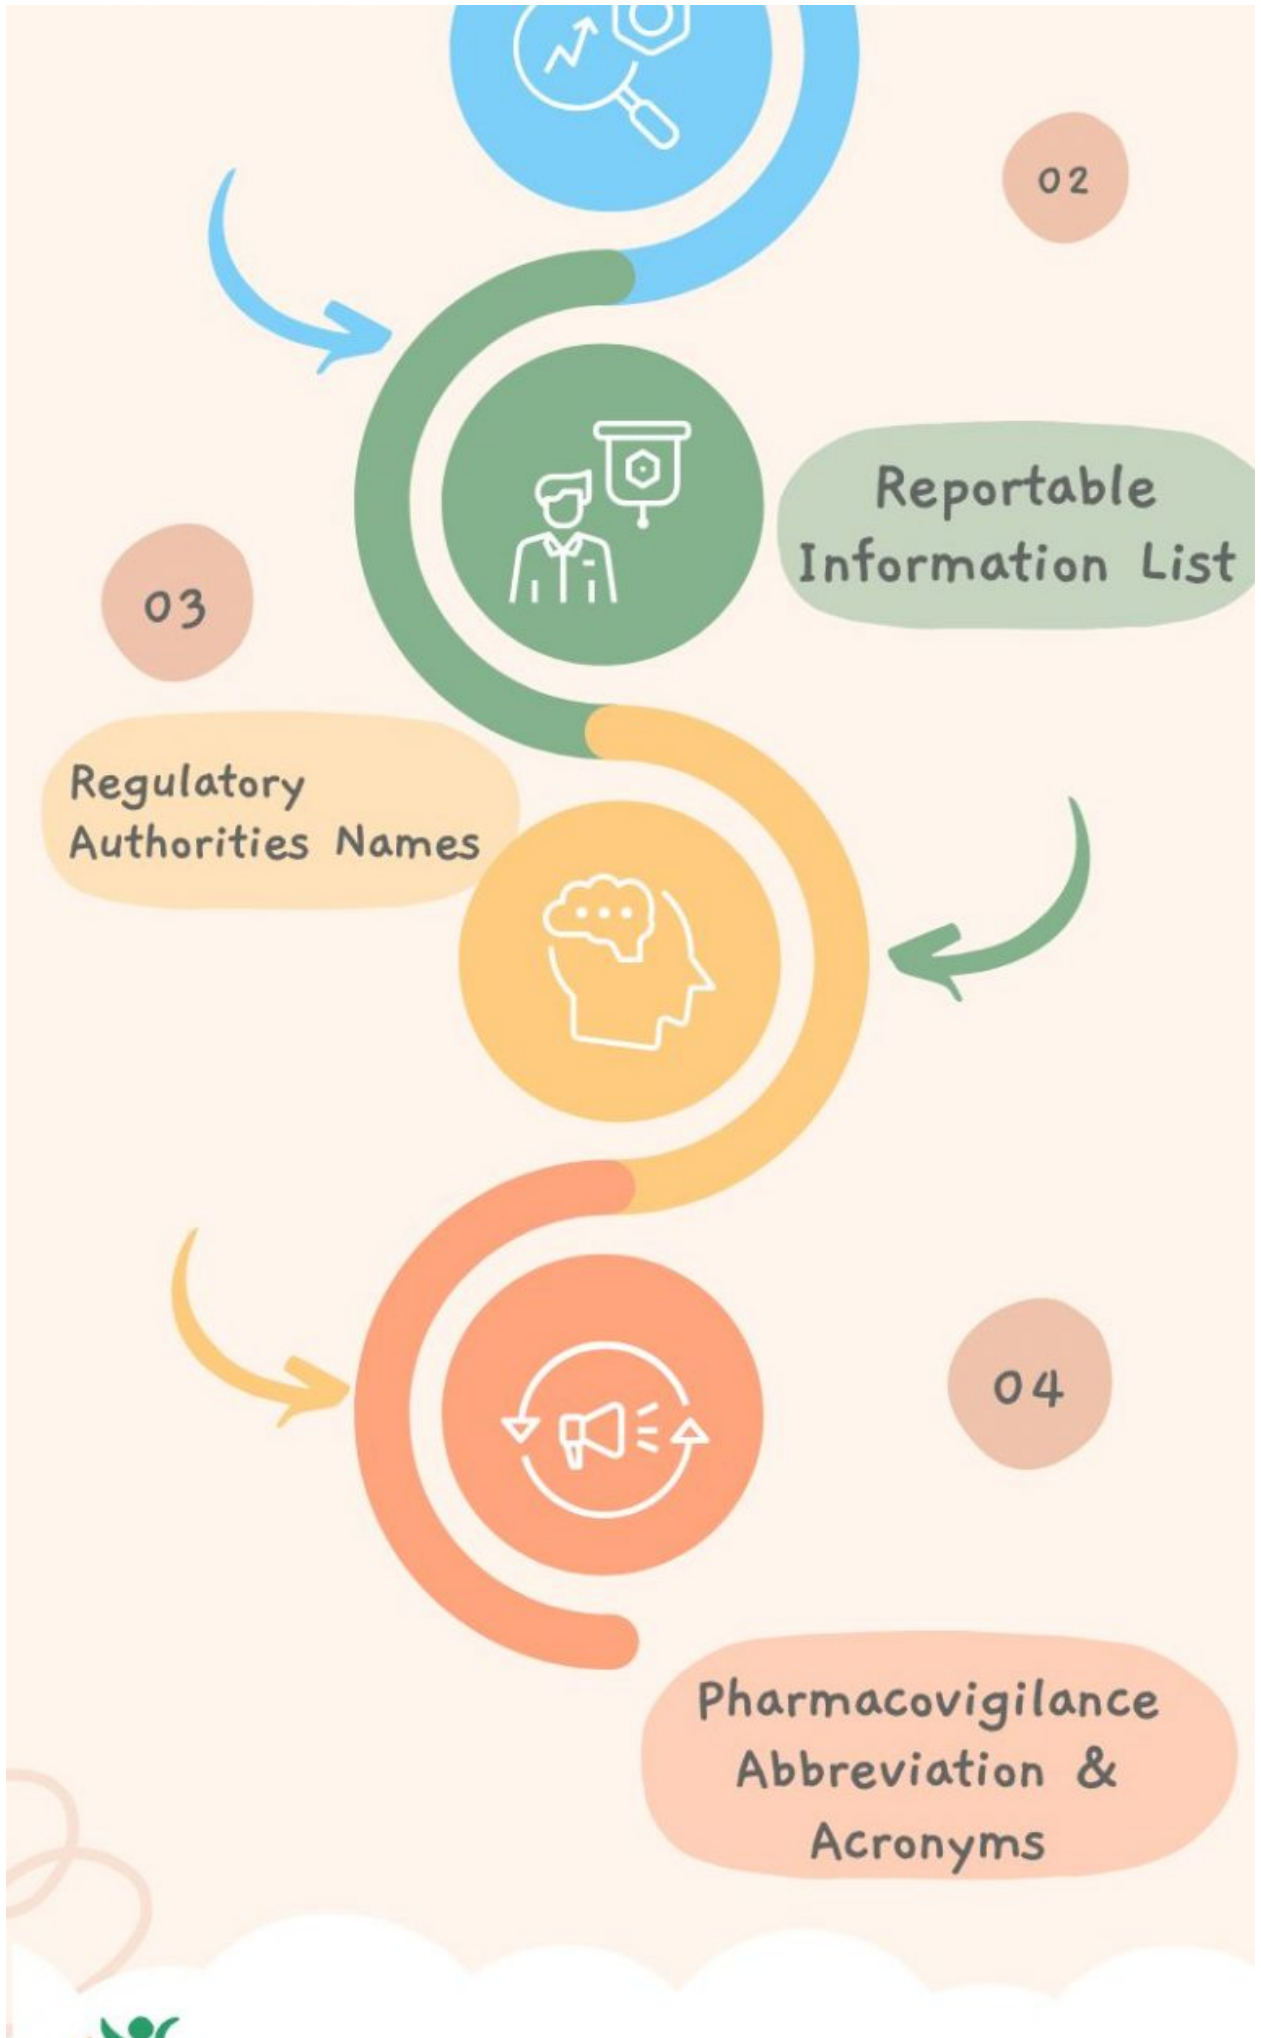 02
Reportable
Information List
03
Regulatory
Authorities Names
04
Pharmacovigilance
Abbreviation &
Acronyms